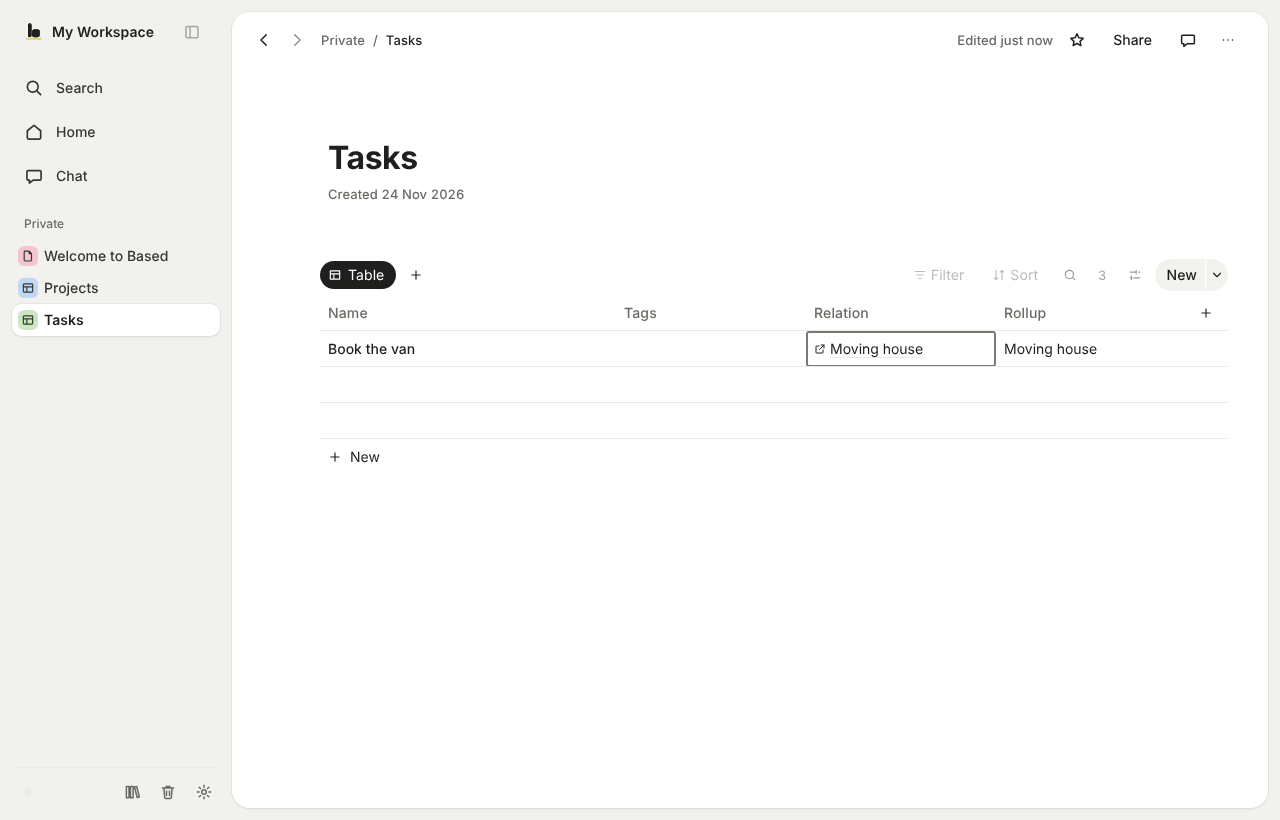 My Workspace
Search
Home
Chat
Private
Welcome to Based
Projects
Tasks
Private / Tasks
Edited just now
Share
Tasks
Created 24 Nov 2026
Table
Filter
Sort
3
New
Name Tags Relation Rollup
Book the van Moving house Moving house
New